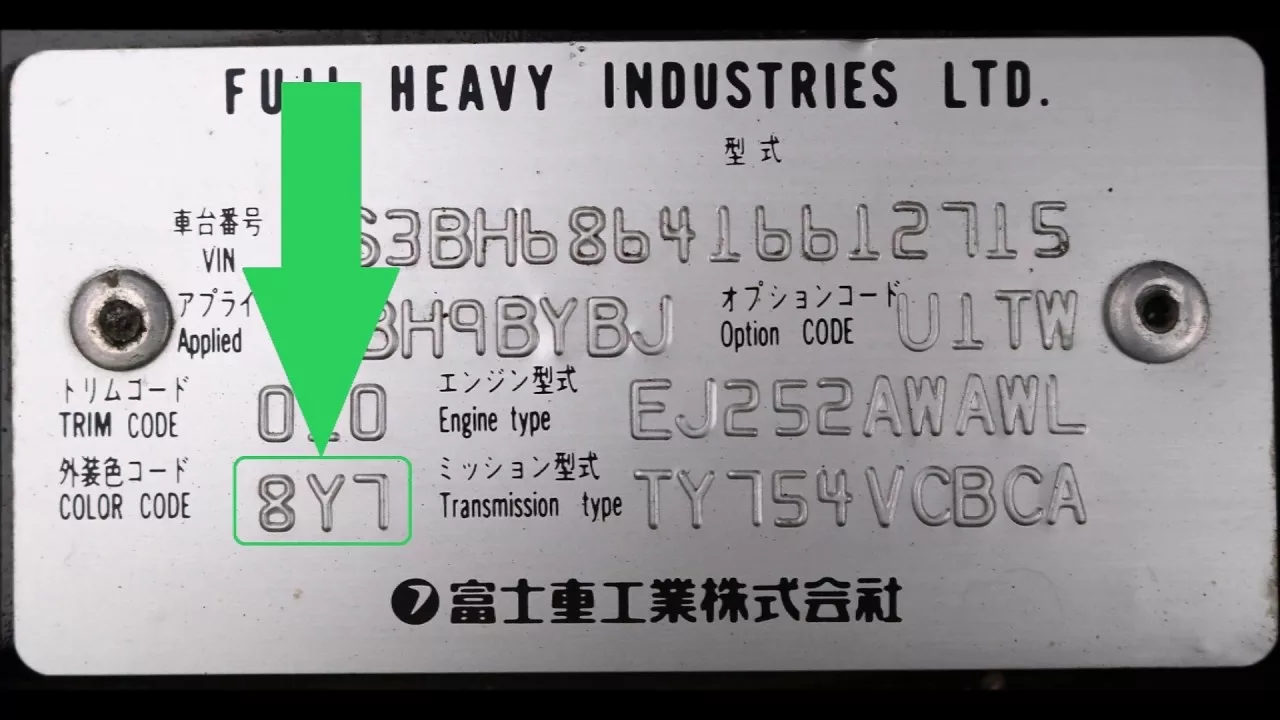 FUJI HEAVY INDUSTRIES LTD.
型式
車台番号 VIN S3BH686416612715
アプライ Applied BH9BYBJ オプションコード Option CODE U1TW
トリムコード TRIM CODE 010 エンジン型式 Engine type EJ252AWAWL
外装色コード COLOR CODE 8Y7 ミッション型式 Transmission type TY754VCBCA
富士重工業株式会社